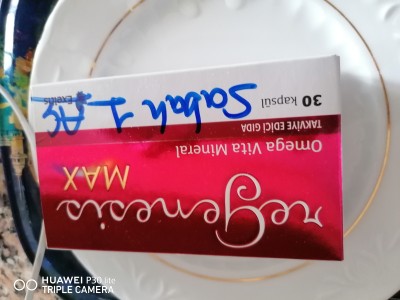 reGenesis
MAX
Omega Vita Mineral
TAKVİYE EDİCİ GIDA
30 kapsül
Sabah 1 AÇ
HUAWEI P30 lite
TRIPLE CAMERA